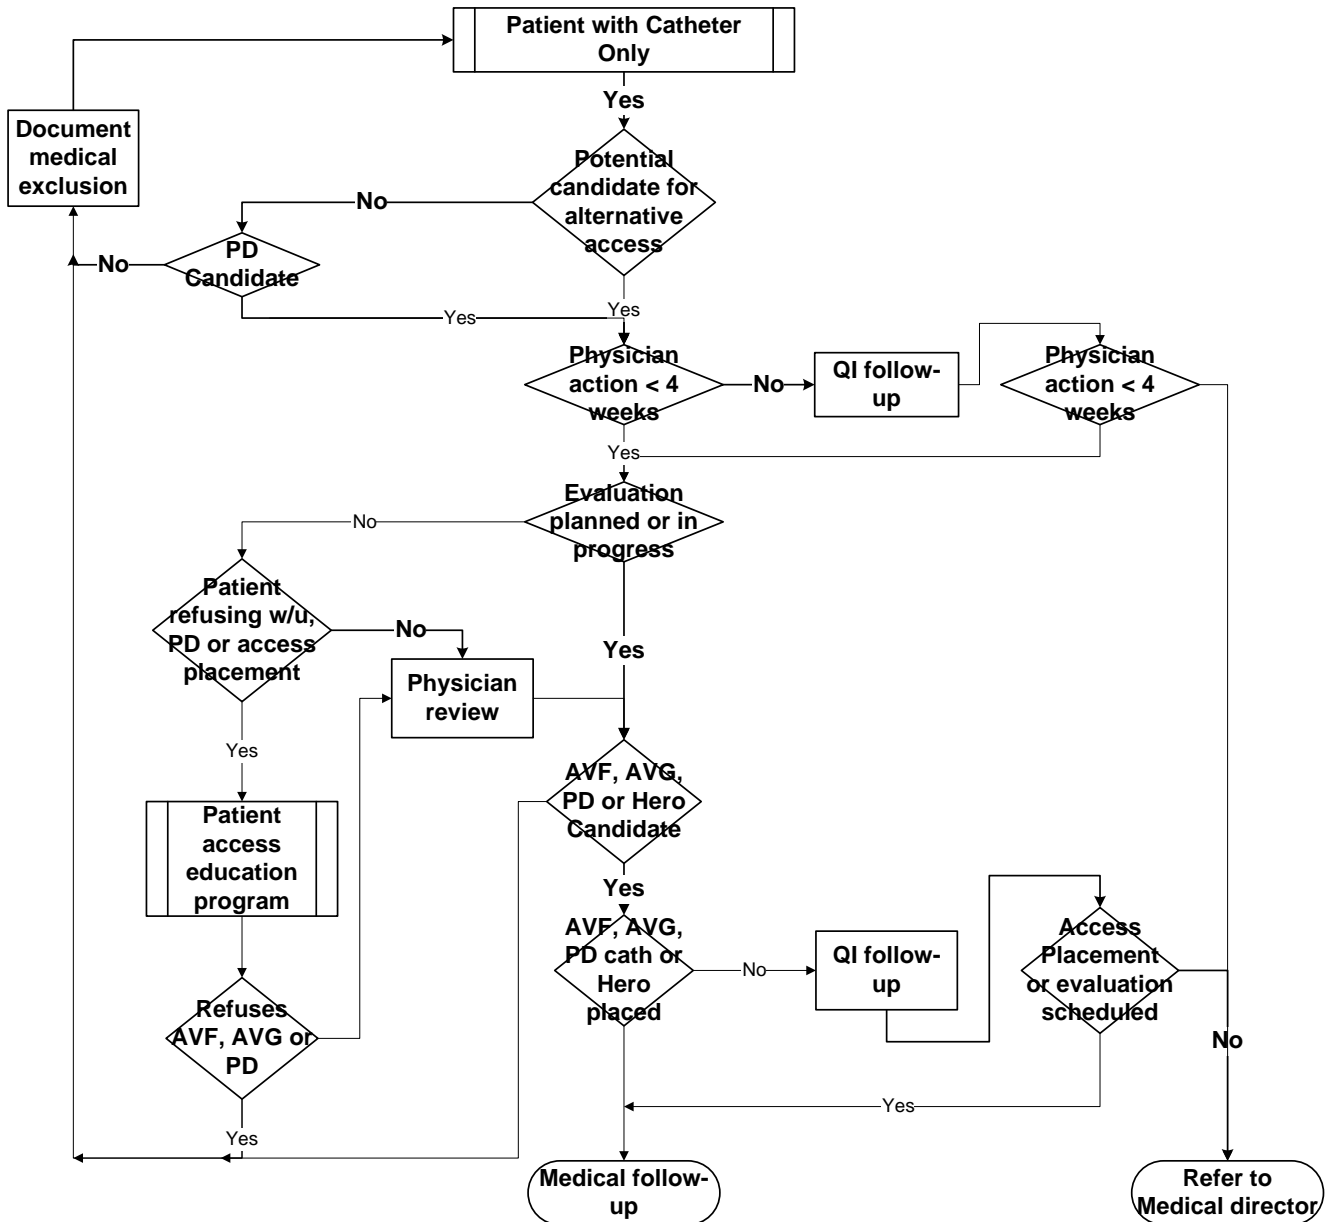 Patient with Catheter
Only
Yes
Document
medical
exclusion
Potential
candidate for
alternative
access
No
PD
Candidate
No
Yes
Yes
Physician
action < 4
weeks
No
QI follow-
up
Physician
action < 4
weeks
Yes
Evaluation
planned or in
progress
No
Patient
refusing w/u,
PD or access
placement
No
Yes
Physician
review
Yes
AVF, AVG,
PD or Hero
Candidate
Patient
access
education
program
Yes
AVF, AVG,
PD cath or
Hero
placed
No
QI follow-
up
Access
Placement
or evaluation
scheduled
Refuses
AVF, AVG or
PD
No
Yes
Yes
Medical follow-
up
Refer to
Medical director